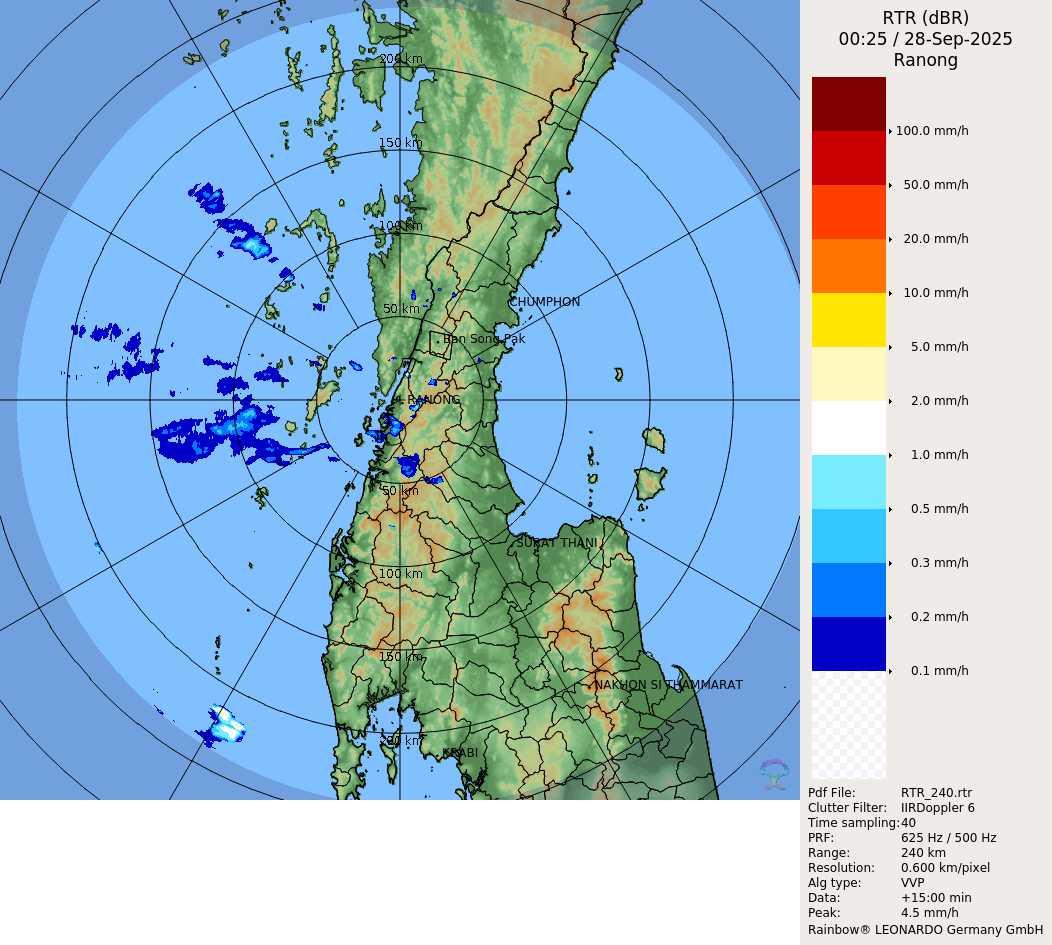 RTR (dBR)
00:25 / 28-Sep-2025
Ranong
100.0 mm/h
50.0 mm/h
20.0 mm/h
10.0 mm/h
5.0 mm/h
2.0 mm/h
1.0 mm/h
0.5 mm/h
0.3 mm/h
0.2 mm/h
0.1 mm/h
200 km
150 km
100 km
50 km
CHUMPHON
Ban Song Pak
RANONG
50 km
SURAT THANI
100 km
150 km
NAKHON SI THAMMARAT
200 km
KRABI
Pdf File: RTR_240.rtr
Clutter Filter: IIRDoppler 6
Time sampling:40
PRF: 625 Hz / 500 Hz
Range: 240 km
Resolution: 0.600 km/pixel
Alg type: VVP
Data: +15:00 min
Peak: 4.5 mm/h
Rainbow® LEONARDO Germany GmbH